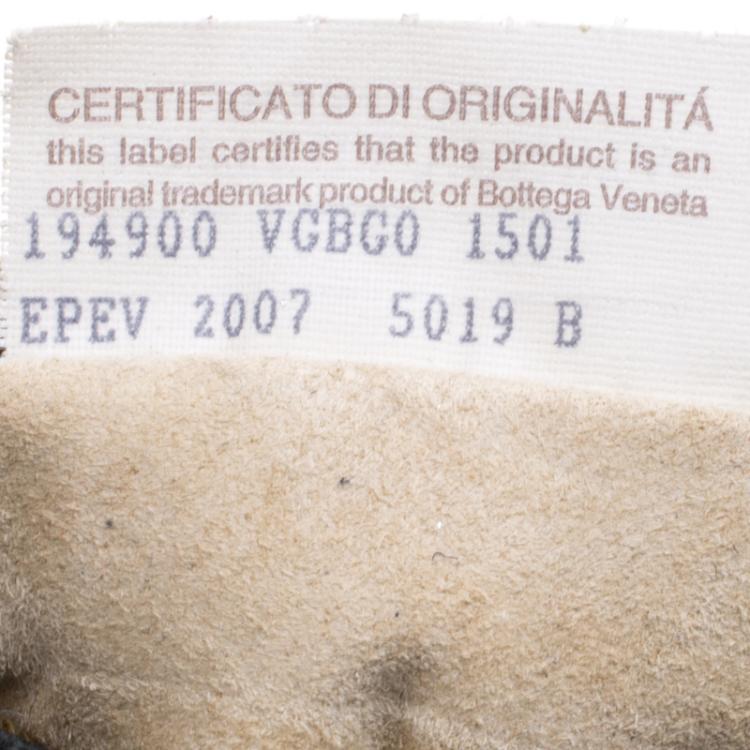 CERTIFICATO DI ORIGINALITÁ
this label certifies that the product is an
original trademark product of Bottega Veneta
194900 VGBG0 1501
EPEV 2007 5019 B